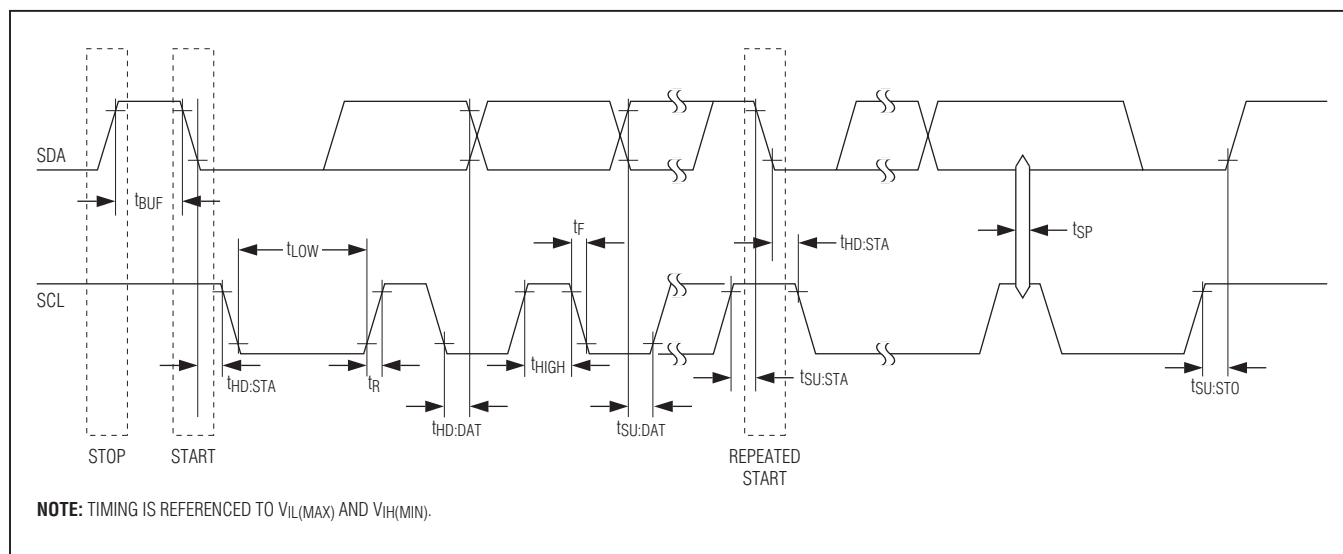 SDA
tBUF
tLOW
tF
tHD:STA
tSP
SCL
tHD:STA
tR
tHIGH
tSU:STA
tSU:STO
tHD:DAT
tSU:DAT
STOP
START
REPEATED
START
NOTE: TIMING IS REFERENCED TO VIL(MAX) AND VIH(MIN).